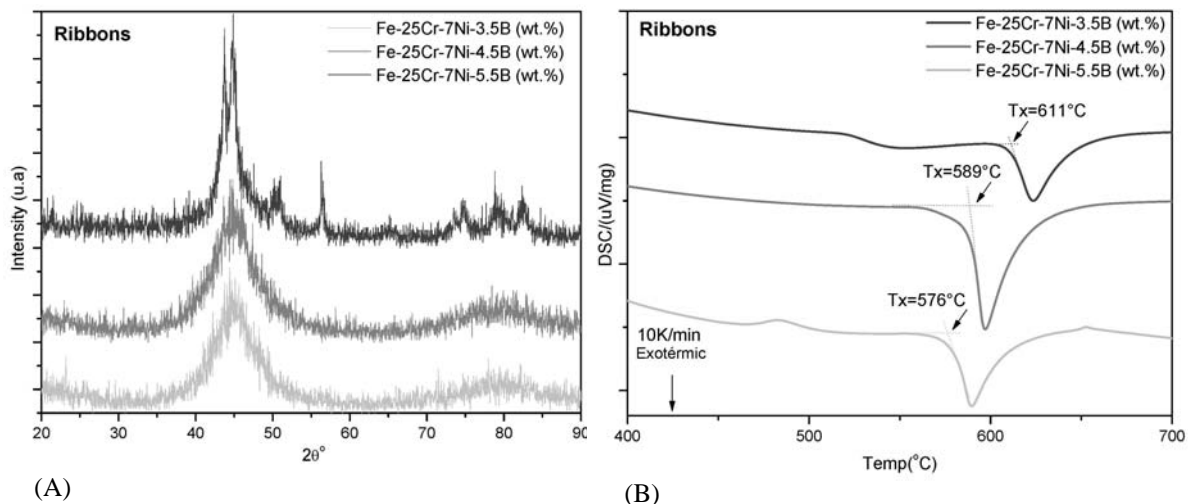 Ribbons
Fe-25Cr-7Ni-3.5B (wt.%)
Fe-25Cr-7Ni-4.5B (wt.%)
Fe-25Cr-7Ni-5.5B (wt.%)
Intensity (u.a)
20 30 40 50 60 70 80 90
2θ°
(A)
Ribbons
Fe-25Cr-7Ni-3.5B (wt.%)
Fe-25Cr-7Ni-4.5B (wt.%)
Fe-25Cr-7Ni-5.5B (wt.%)
Tx=611°C
Tx=589°C
Tx=576°C
10K/min
Exotérmic
DSC/(uV/mg)
400 500 600 700
Temp(°C)
(B)